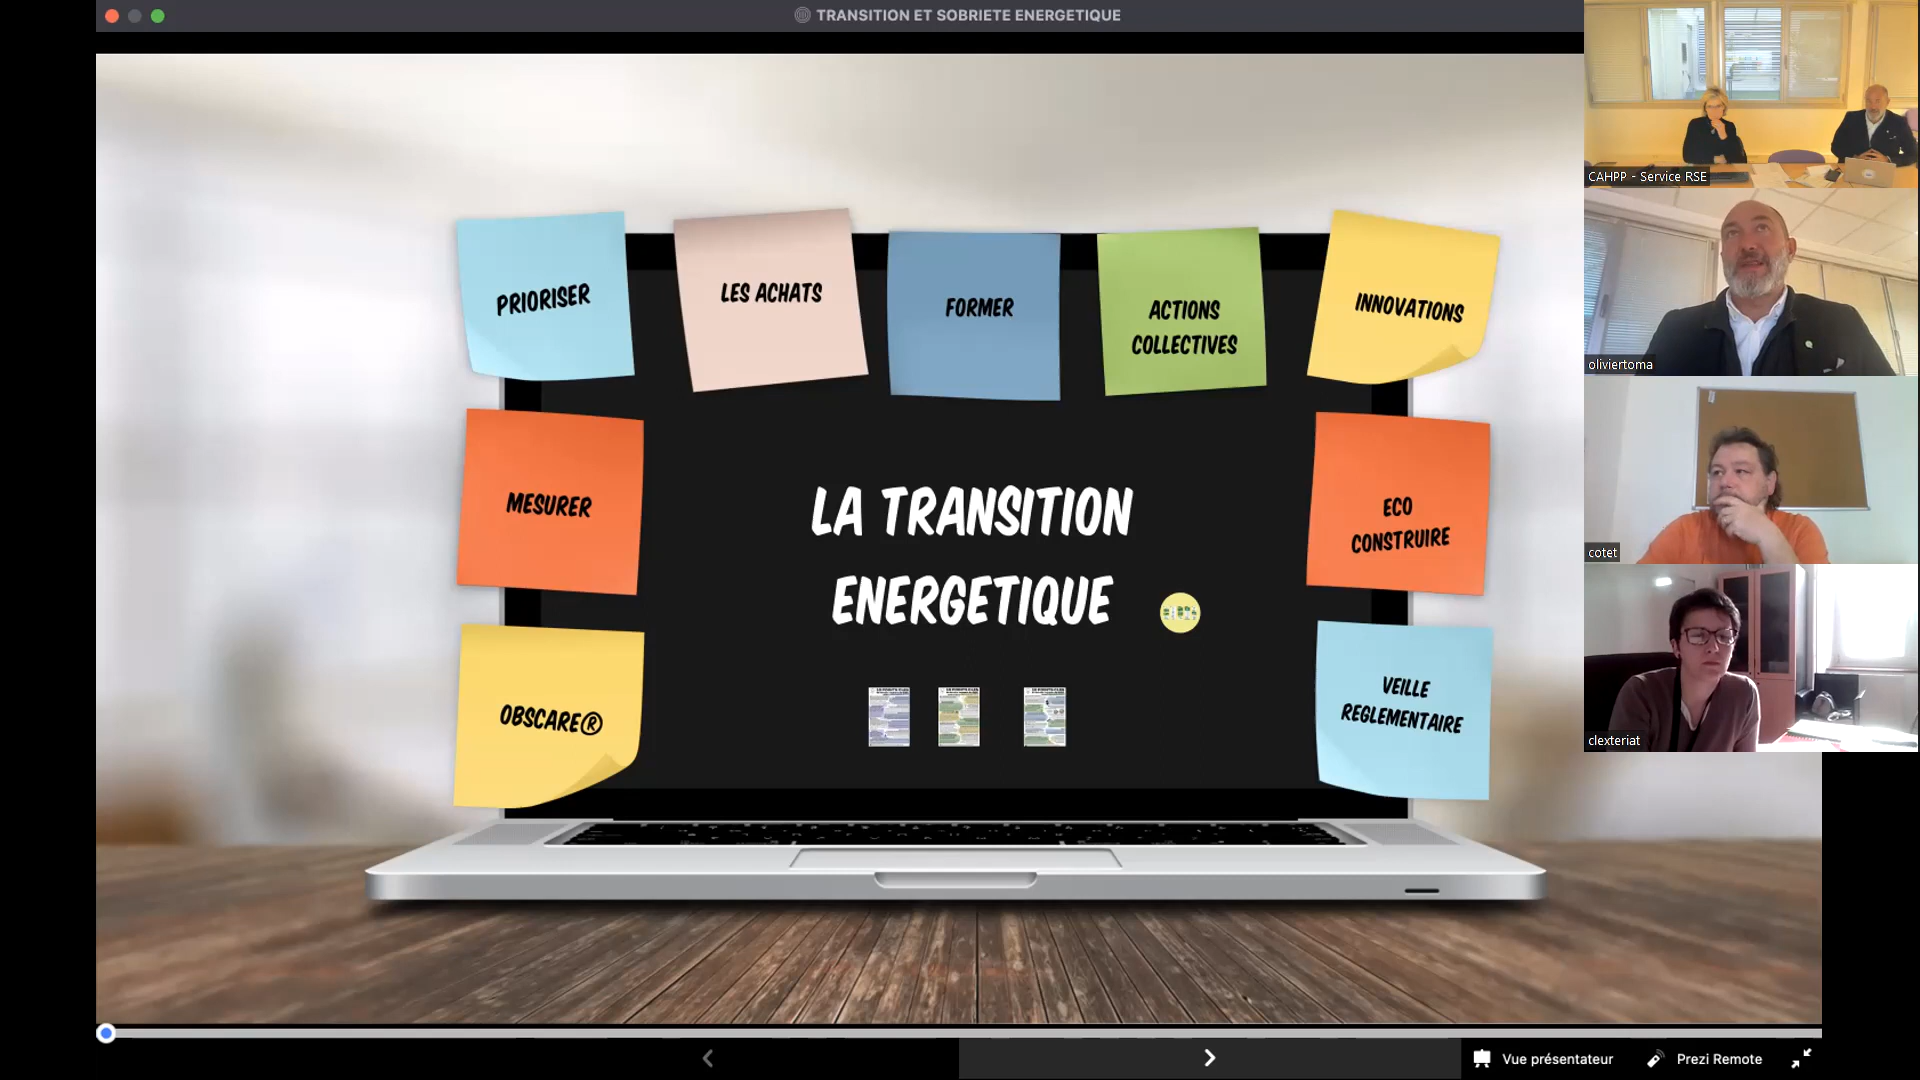 TRANSITION ET SOBRIETE ENERGETIQUE
PRIORISER
LES ACHATS
FORMER
ACTIONS
COLLECTIVES
INNOVATIONS
MESURER
LA TRANSITION
ENERGETIQUE
ECO
CONSTRUIRE
OBSCARE®
VEILLE
REGLEMENTAIRE
CAHPP - Service RSE
oliviertoma
cotet
clexteriat
Vue présentateur
Prezi Remote